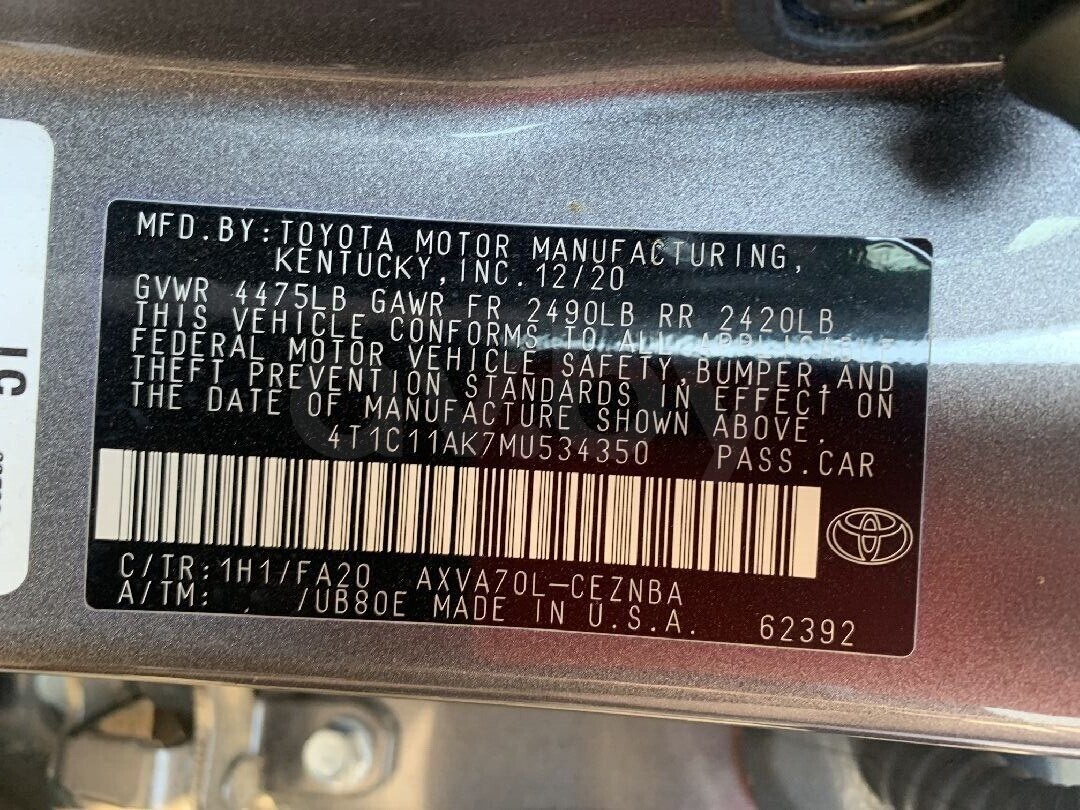 MFD.BY:TOYOTA MOTOR MANUFACTURING,
KENTUCKY,INC.12/20
GVWR 4475LB GAWR FR 2490LB RR 2420LB
THIS VEHICLE CONFORMS TO ALL APPLICABLE
FEDERAL MOTOR VEHICLE SAFETY,BUMPER,AND
THEFT PREVENTION STANDARDS IN EFFECT ON
THE DATE OF MANUFACTURE SHOWN ABOVE.
4T1C11AK7MU534350 PASS.CAR
C/TR:1H1/FA20 AXVA70L-CEZNBA
A/TM: , /UB80E MADE IN U.S.A. 62392